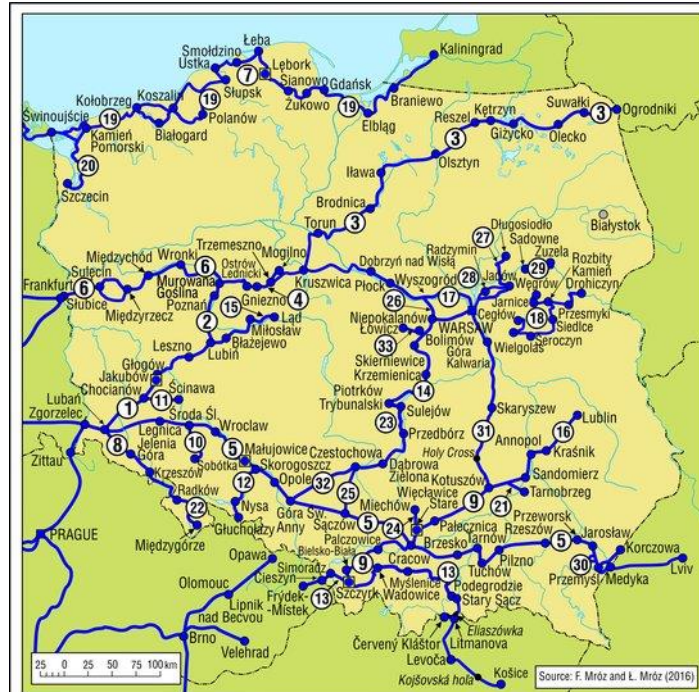 Łeba
Smołdzino
Ustka
Lębork
7
Słupsk
Sianowo
Żukowo
Gdańsk
Kaliningrad
Braniewo
19
Elbląg
Koszalin
Kołobrzeg
19
19
Świnoujście
Kamień
Pomorski
Białogard
Polanów
20
Szczecin
Reszel
Kętrzyn
Suwałki
3
Ogrodniki
3
Giżycko
Olecko
Olsztyn
Iława
Brodnica
3
Toruń
Białystok
Długosiodło
Sadowne
Zuzela
27
Radzymin
29
Rozbity
Kamień
Drohiczyn
28
Jadów
Węgrów
Jarnice
Cegłów
18
Przesmyki
Siedlce
Seroczyn
Wielgolas
Trzemeszno
Mogilno
Międzychód
Wronki
6
Ostrów
Lednicki
Sulęcin
Frankfurt
6
Słubice
Międzyrzecz
Murowana
Goślina
Poznań
Gniezno
4
Kruszwica
Dobrzyń nad Wisłą
Płock
Wyszogród
26
17
15
Ląd
Miłosław
2
Błażejewo
Leszno
Lubiń
Niepokalanów
Łowicz
33
WARSAW
Bolimów
Góra
Kalwaria
Skierniewice
Krzemienica
14
Głogów
Jakubów
Chocianów
1
11
Ścinawa
Piotrków
Trybunalski
Sulejów
23
Przedbórz
Skaryszew
31
Annopol
Lublin
16
Kraśnik
Holy Cross
Lubań
Zgorzelec
Legnica
Środa Śl.
Wroclaw
8
Jelenia
Góra
10
Sobótka
5
Małujowice
Skorogoszcz
12
Opole
Krzeszów
Radków
22
Nysa
Głuchołazy
Międzygórze
Zittau
PRAGUE
Częstochowa
32
25
Góra Św.
Anny
Sączów
Dąbrowa
Zielona
Miechów
Więcławice
Stare
Kotuszów
9
Sandomierz
21
Tarnobrzeg
5
24
Palczowice
Pałecznica
Przeworsk
Rzeszów
Jarosław
Korczowa
5
Brzesko
Tarnów
Tuchów
Pilzno
30
Przemyśl
Medyka
Lviv
Bielsko-Biała
9
Cracow
Simoradz
Cieszyn
Frýdek-
Místek
13
Szczyrk
Wadowice
Myślenice
13
Podegrodzie
Stary Sącz
Opawa
Olomouc
Lipnik
nad Becvou
Brno
Velehrad
Eliaszówka
Červený Kláštor
Litmanova
Levoča
Kojšovská hola
Košice
25 0 25 50 75 100 km
Source: F. Mróz and Ł. Mróz (2016)